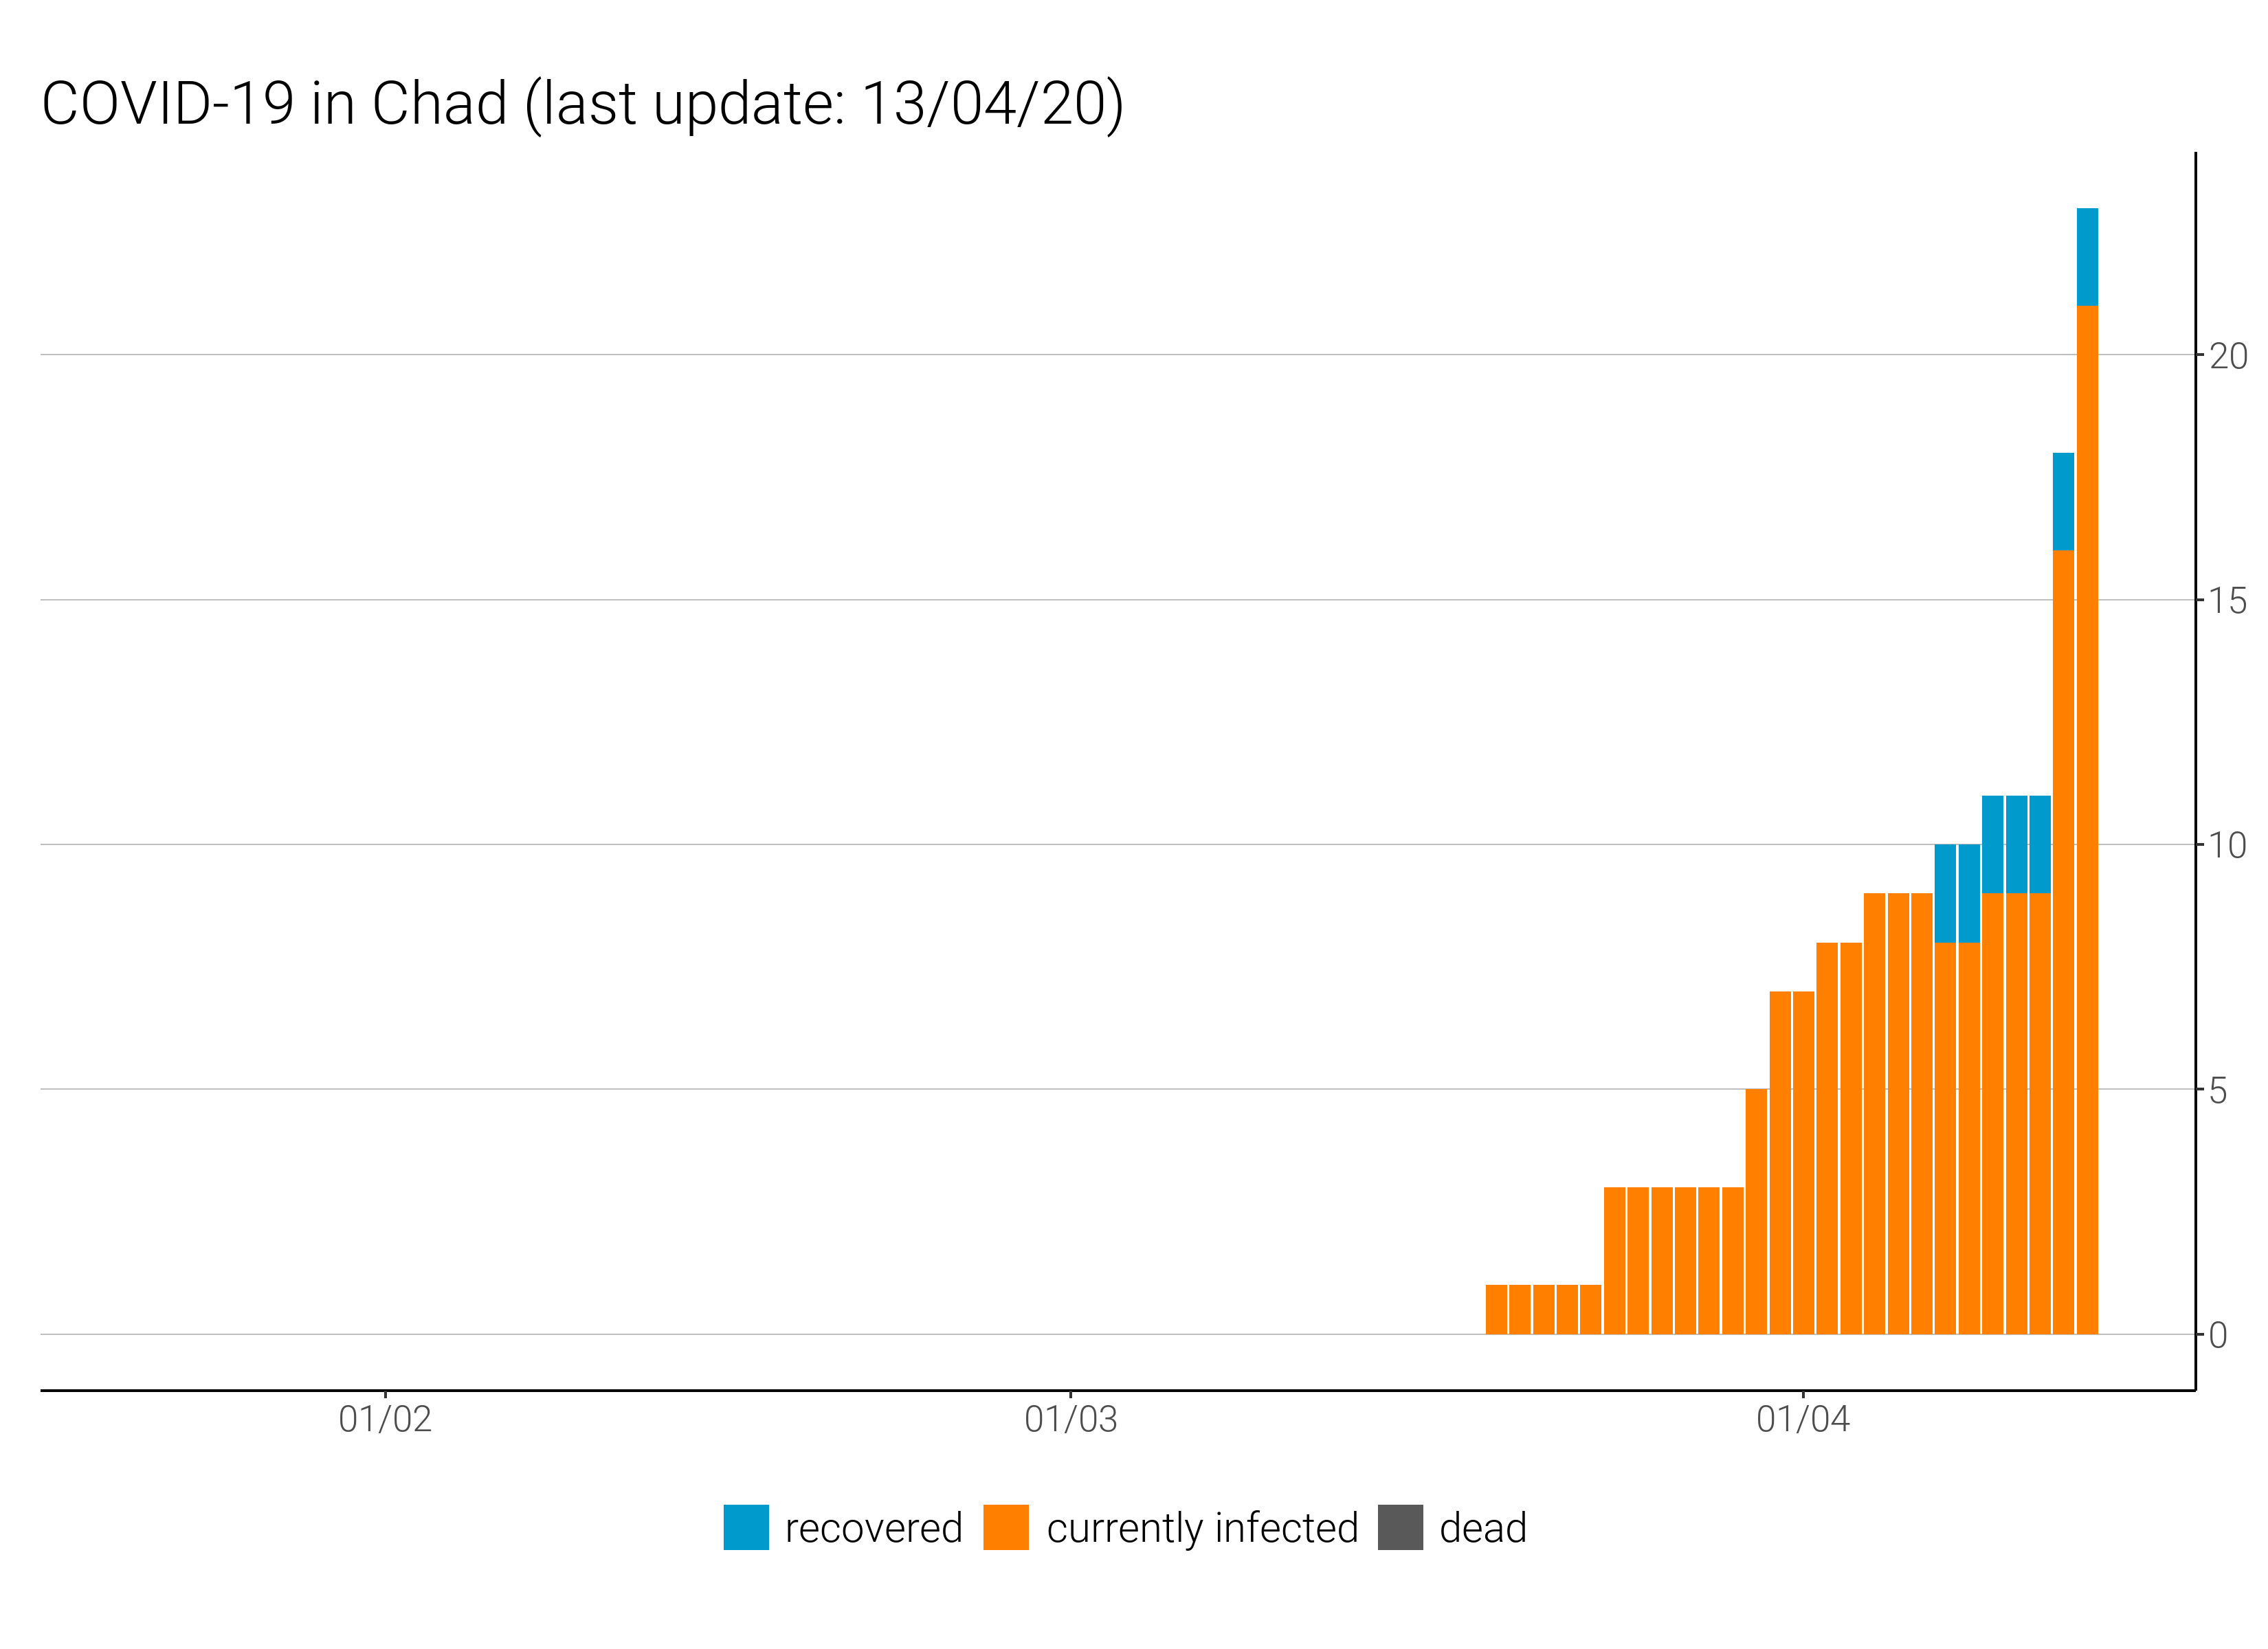 COVID-19 in Chad (last update: 13/04/20)
20
15
10
5
0
01/02 01/03 01/04
recovered currently infected dead